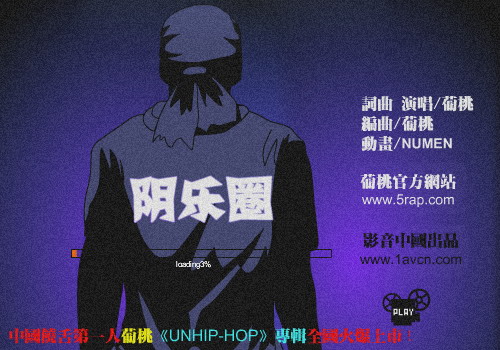 詞曲 演唱/葡桃
編曲/葡桃
動畫/NUMEN
葡桃官方網站
www.5rap.com
阴乐圈
影音中國出品
www.1avcn.com
loading3%
PLAY
中國饒舌第一人葡桃《UNHIP-HOP》專輯全國火爆上市！